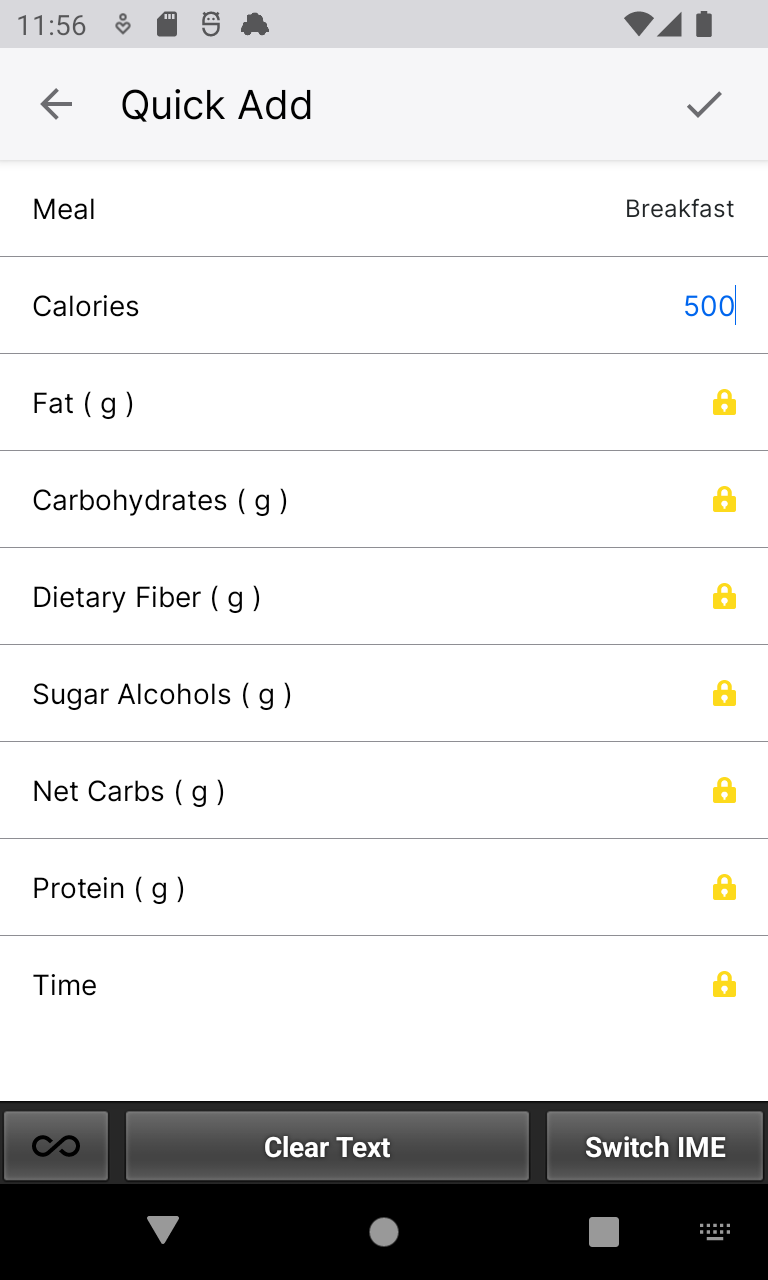 11:56
Quick Add
Meal Breakfast
Calories 500
Fat ( g )
Carbohydrates ( g )
Dietary Fiber ( g )
Sugar Alcohols ( g )
Net Carbs ( g )
Protein ( g )
Time
Clear Text Switch IME